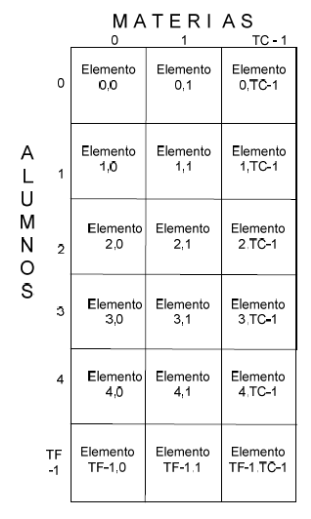 MATERIAS
0 1 TC-1
ALUMNOS
0 Elemento 0,0 Elemento 0,1 Elemento 0,TC-1
1 Elemento 1,0 Elemento 1,1 Elemento 1,TC-1
2 Elemento 2,0 Elemento 2,1 Elemento 2.TC-1
3 Elemento 3,0 Elemento 3,1 Elemento 3.TC-1
4 Elemento 4,0 Elemento 4,1 Elemento 4.TC-1
TF-1 Elemento TF-1,0 Elemento TF-1.1 Elemento TF-1.TC-1